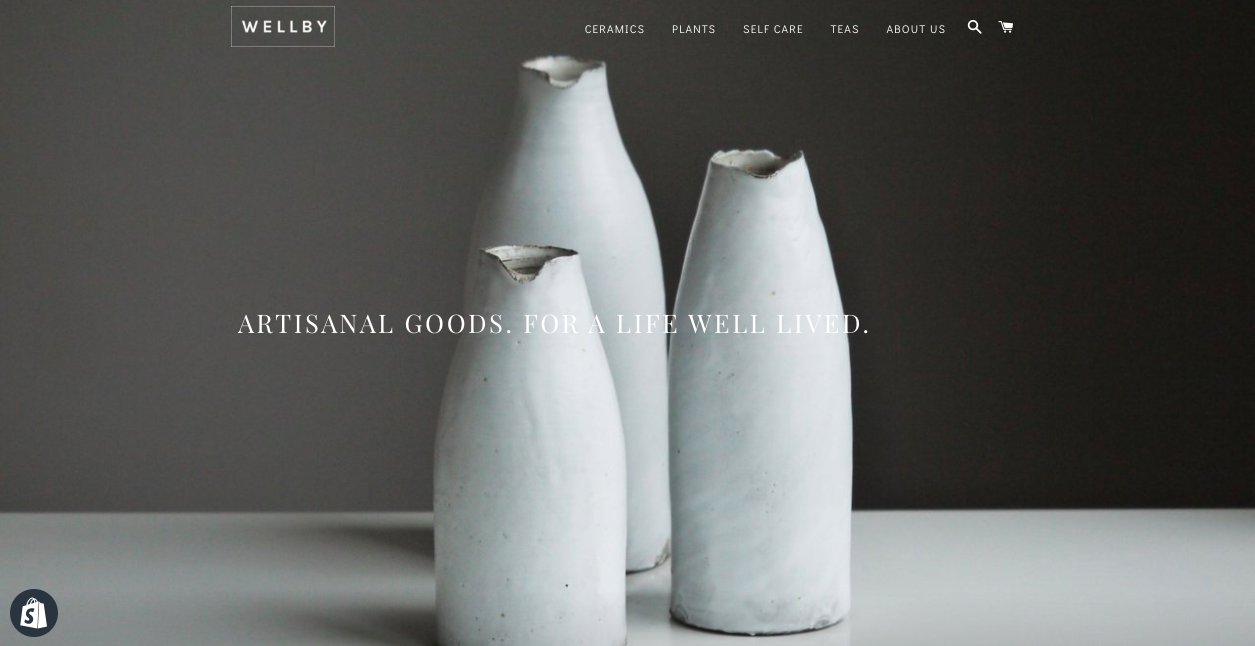 WELLBY
CERAMICS PLANTS SELF CARE TEAS ABOUT US
ARTISANAL GOODS. FOR A LIFE WELL LIVED.